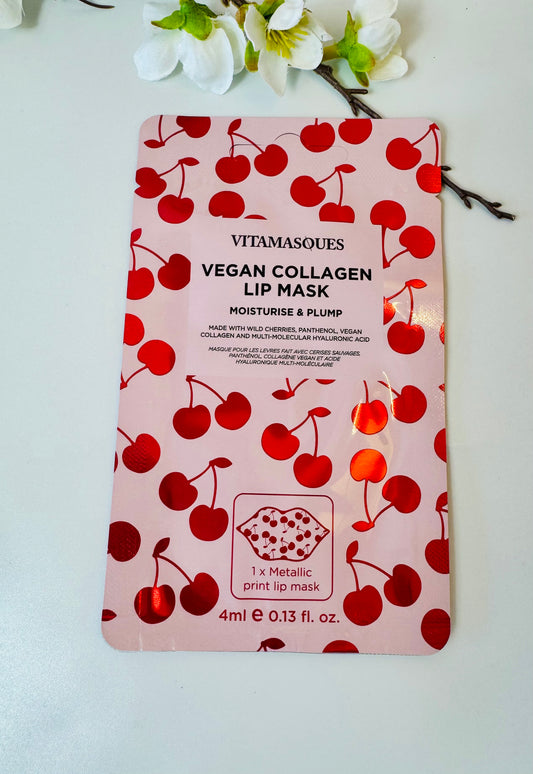 VITAMASQUES
VEGAN COLLAGEN
LIP MASK
MOISTURISE & PLUMP
MADE WITH WILD CHERRIES, PANTHENOL, VEGAN
COLLAGEN AND MULTI-MOLECULAR HYALURONIC ACID
MASQUE POUR LES LEVRES FAIT AVEC CERISES SAUVAGES,
PANTHÉNOL, COLLAGÈNE VEGAN ET ACIDE
HYALURONIQUE MULTI-MOLÉCULAIRE
1 x Metallic
print lip mask
4ml e 0.13 fl. oz.